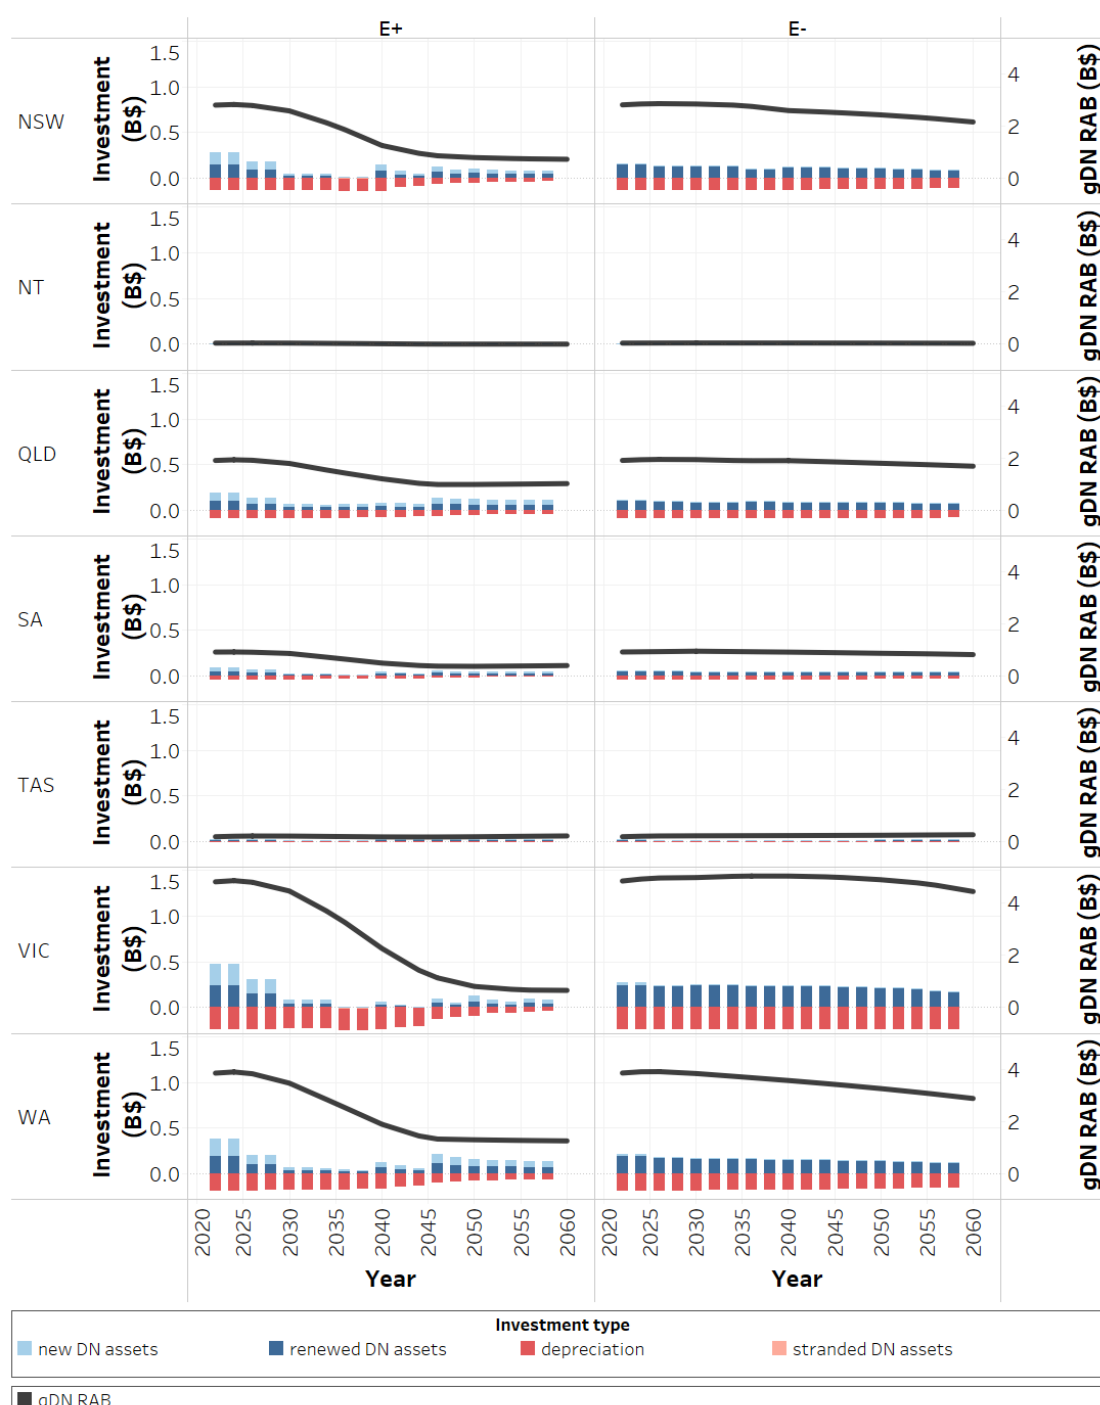 E+ E-
NSW Investment (B$) 1.5 1.0 0.5 0.0 4 2 0 gDN RAB (B$)
NT Investment (B$) 1.5 1.0 0.5 0.0 4 2 0 gDN RAB (B$)
QLD Investment (B$) 1.5 1.0 0.5 0.0 4 2 0 gDN RAB (B$)
SA Investment (B$) 1.5 1.0 0.5 0.0 4 2 0 gDN RAB (B$)
TAS Investment (B$) 1.5 1.0 0.5 0.0 4 2 0 gDN RAB (B$)
VIC Investment (B$) 1.5 1.0 0.5 0.0 4 2 0 gDN RAB (B$)
WA Investment (B$) 1.5 1.0 0.5 0.0 4 2 0 gDN RAB (B$)
2020 2025 2030 2035 2040 2045 2050 2055 2060 2020 2025 2030 2035 2040 2045 2050 2055 2060
Year Year
Investment type
new DN assets renewed DN assets depreciation stranded DN assets
gDN RAB